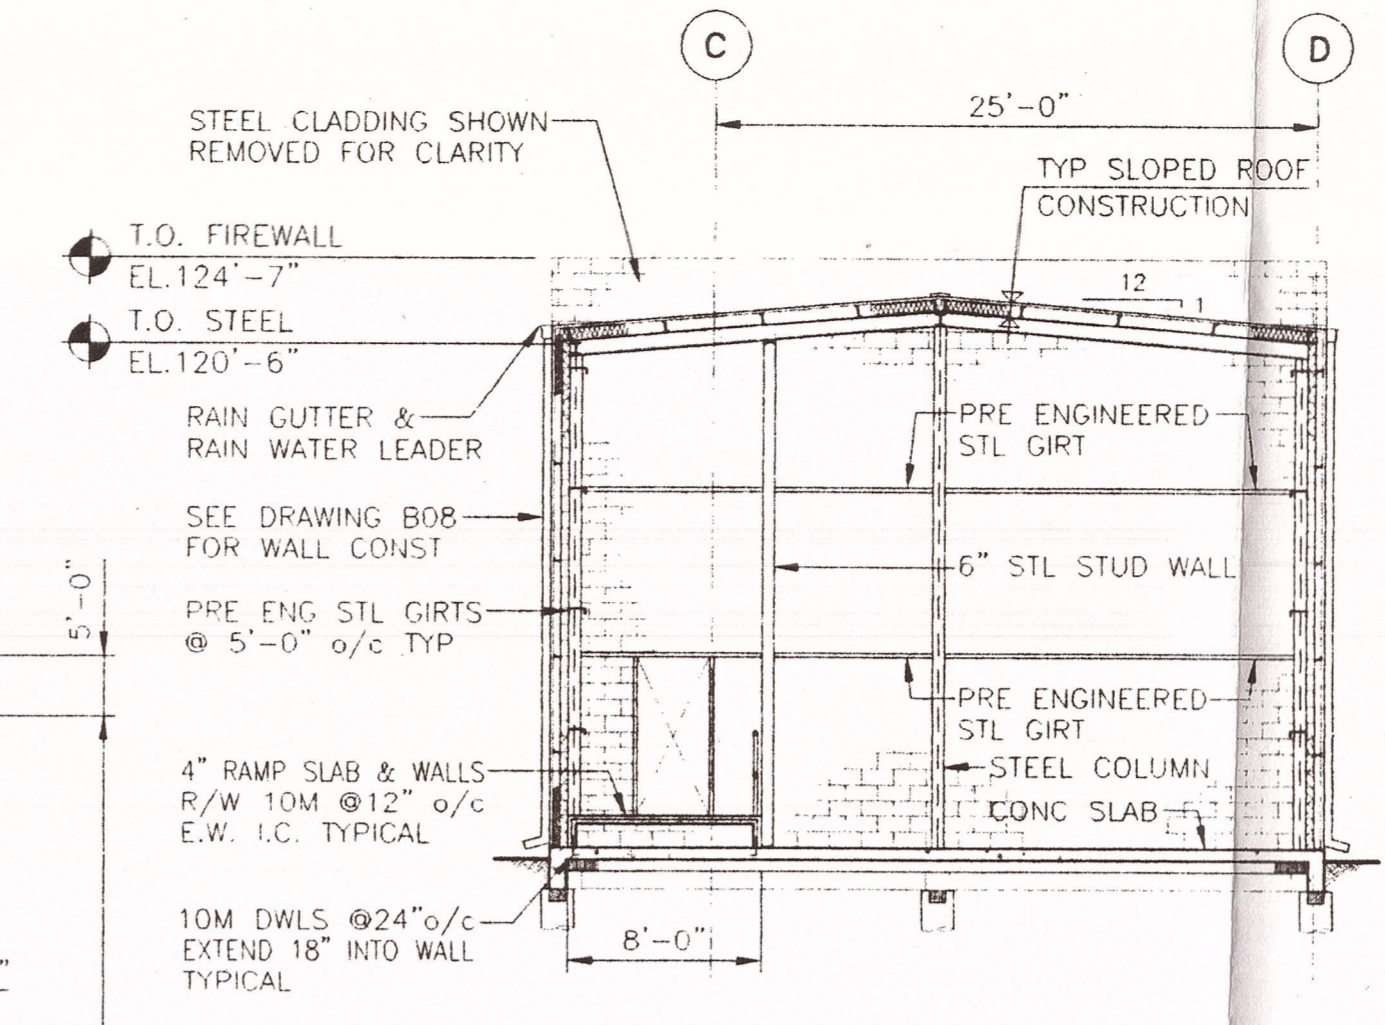 C
D
25'-0"
STEEL CLADDING SHOWN
REMOVED FOR CLARITY
TYP SLOPED ROOF
CONSTRUCTION
T.O. FIREWALL
EL.124'-7"
12
1
T.O. STEEL
EL.120'-6"
RAIN GUTTER &
RAIN WATER LEADER
PRE ENGINEERED
STL GIRT
SEE DRAWING B08
FOR WALL CONST
6" STL STUD WALL
5'-0"
PRE ENG STL GIRTS
@ 5'-0" o/c TYP
PRE ENGINEERED
STL GIRT
4" RAMP SLAB & WALLS
R/W 10M @12" o/c
E.W. I.C. TYPICAL
STEEL COLUMN
CONC SLAB
10M DWLS @24"o/c
EXTEND 18" INTO WALL
TYPICAL
8'-0"